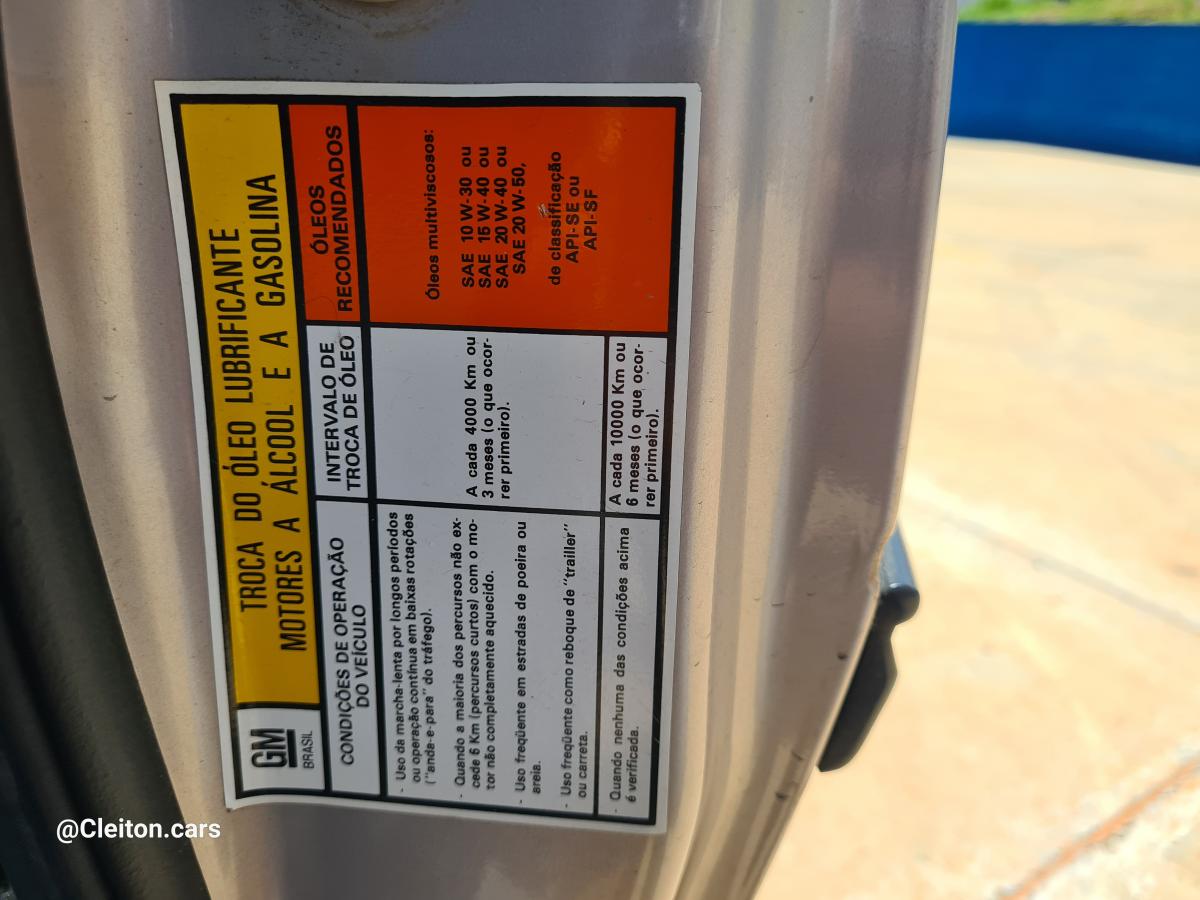 GM
BRASIL
TROCA DO ÓLEO LUBRIFICANTE
MOTORES A ÁLCOOL E A GASOLINA
CONDIÇÕES DE OPERAÇÃO
DO VEÍCULO
INTERVALO DE
TROCA DE ÓLEO
ÓLEOS
RECOMENDADOS
- Uso da marcha-lenta por longos períodos
ou operação contínua em baixas rotações
("anda-e-para" do tráfego).
- Quando a maioria dos percursos não ex-
cede 6 Km (percursos curtos) com o mo-
tor não completamente aquecido.
- Uso freqüente em estradas de poeira ou
areia.
- Uso freqüente como reboque de "trailler"
ou carreta.
A cada 4000 Km ou
3 meses (o que ocor-
rer primeiro).
- Quando nenhuma das condições acima
é verificada.
A cada 10000 Km ou
6 meses (o que ocor-
rer primeiro).
Óleos multiviscosos:
SAE 10 W-30 ou
SAE 15 W-40 ou
SAE 20 W-40 ou
SAE 20 W-50,
de classificação
API-SE ou
API-SF
@Cleiton.cars